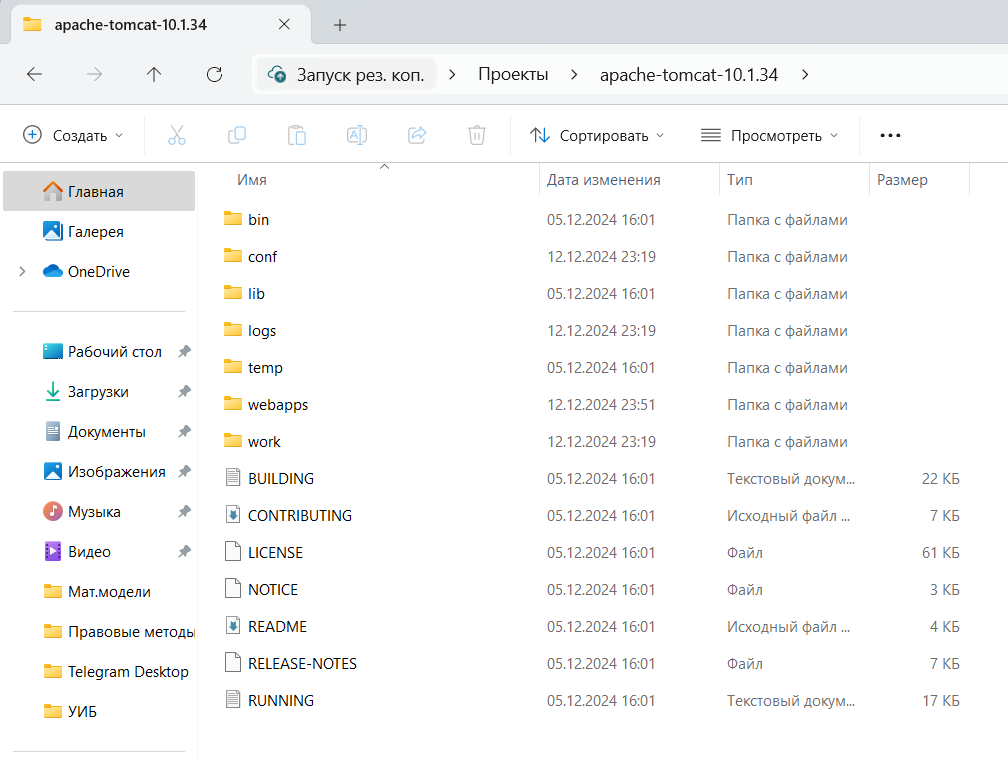 apache-tomcat-10.1.34
Запуск рез. коп. > Проекты > apache-tomcat-10.1.34 >
Создать Сортировать Просмотреть
Имя Дата изменения Тип Размер
Главная
Галерея
OneDrive
Рабочий стол
Загрузки
Документы
Изображения
Музыка
Видео
Мат.модели
Правовые методы
Telegram Desktop
УИБ
bin 05.12.2024 16:01 Папка с файлами
conf 12.12.2024 23:19 Папка с файлами
lib 05.12.2024 16:01 Папка с файлами
logs 12.12.2024 23:19 Папка с файлами
temp 05.12.2024 16:01 Папка с файлами
webapps 12.12.2024 23:51 Папка с файлами
work 12.12.2024 23:19 Папка с файлами
BUILDING 05.12.2024 16:01 Текстовый докум... 22 КБ
CONTRIBUTING 05.12.2024 16:01 Исходный файл ... 7 КБ
LICENSE 05.12.2024 16:01 Файл 61 КБ
NOTICE 05.12.2024 16:01 Файл 3 КБ
README 05.12.2024 16:01 Исходный файл ... 4 КБ
RELEASE-NOTES 05.12.2024 16:01 Файл 7 КБ
RUNNING 05.12.2024 16:01 Текстовый докум... 17 КБ